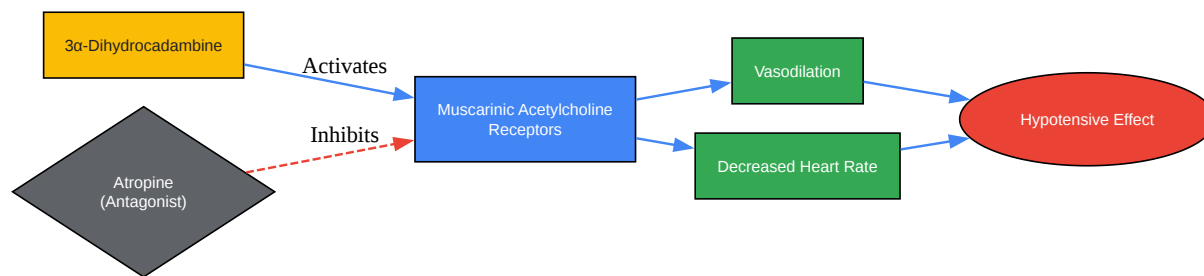 3α-Dihydrocadambine
Activates
Inhibits
Atropine
(Antagonist)
Muscarinic Acetylcholine
Receptors
Vasodilation
Decreased Heart Rate
Hypotensive Effect